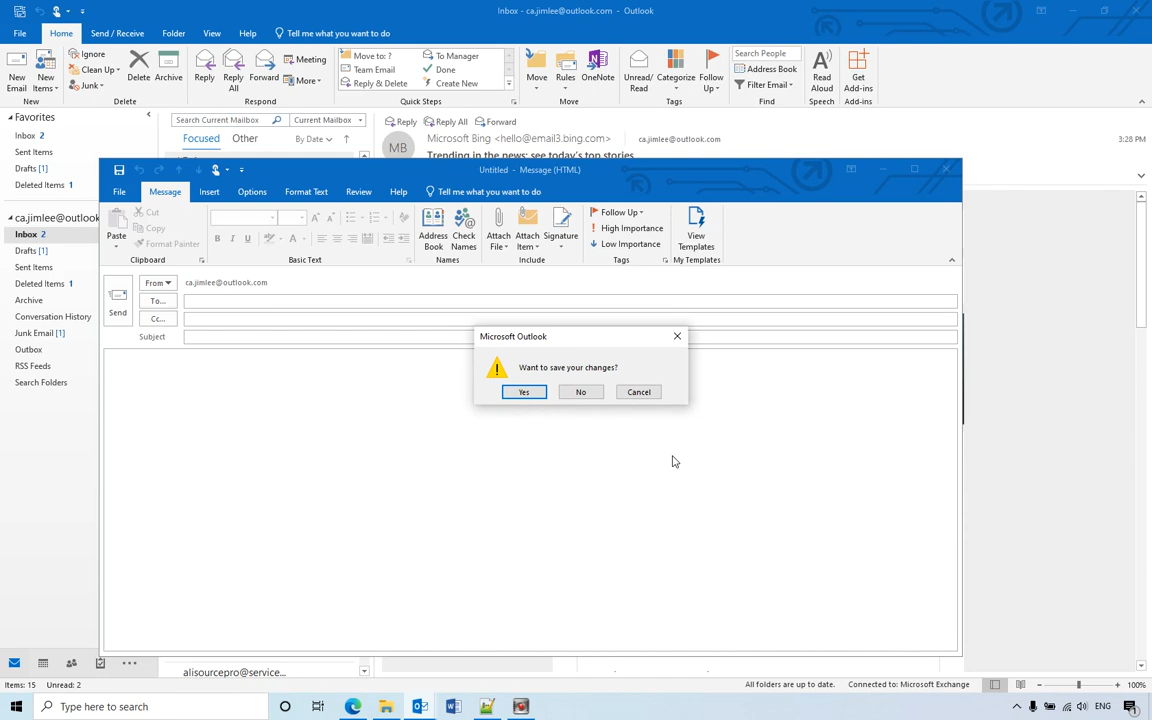 Inbox - ca.jimlee@outlook.com - Outlook
File Home Send / Receive Folder View Help Tell me what you want to do
New Email
New Items
Ignore
Clean Up
Junk
Delete
Archive
Reply
Reply All
Forward
Meeting
More
Move to: ?
Team Email
Reply & Delete
To Manager
Done
Create New
Move
Rules
OneNote
Unread/ Read
Categorize
Follow Up
Search People
Address Book
Filter Email
Read Aloud
Get Add-ins
New Delete Respond Quick Steps Move Tags Find Speech Add-ins
Favorites
Inbox 2
Sent Items
Drafts [1]
Deleted Items 1
ca.jimlee@outlook
Inbox 2
Drafts [1]
Sent Items
Deleted Items 1
Archive
Conversation History
Junk Email [1]
Outbox
RSS Feeds
Search Folders
Search Current Mailbox Current Mailbox
Focused Other By Date
Reply Reply All Forward
MB
Microsoft Bing <hello@email3.bing.com> ca.jimlee@outlook.com 3:28 PM
Trending in the news: see today's top stories
Untitled - Message (HTML)
File Message Insert Options Format Text Review Help Tell me what you want to do
Paste
Cut
Copy
Format Painter
B I U
Address Book
Check Names
Attach File
Attach Item
Signature
Follow Up
High Importance
Low Importance
View Templates
Clipboard Basic Text Names Include Tags My Templates
Send
From ca.jimlee@outlook.com
To...
Cc...
Subject
Microsoft Outlook
Want to save your changes?
Yes No Cancel
alisourcepro@service...
Items: 15 Unread: 2 All folders are up to date. Connected to: Microsoft Exchange 100%
Type here to search ENG